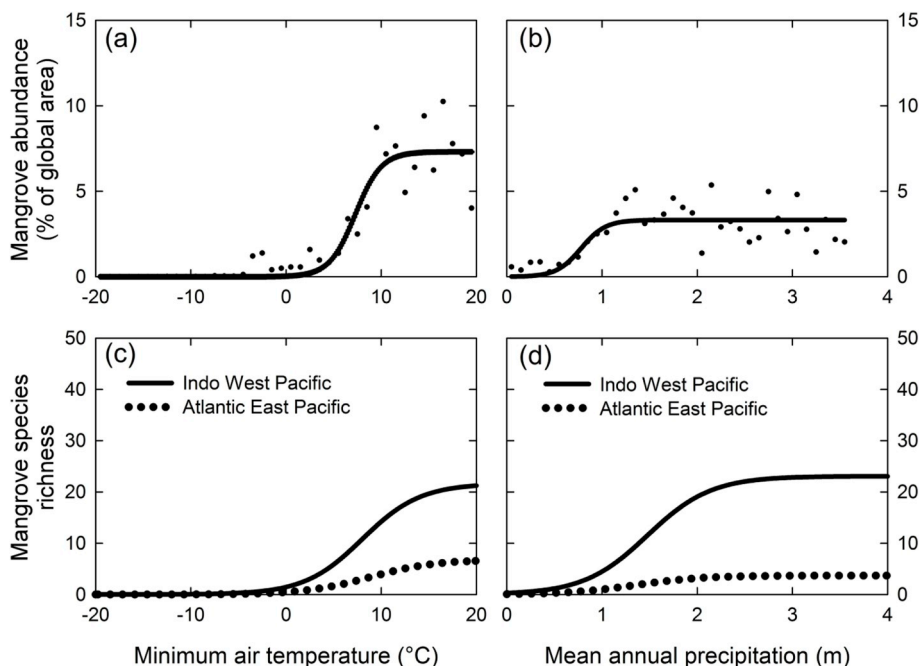 (a)
15
10
5
0
-20
-10
0
10
20
Mangrove abundance
(% of global area)
(b)
15
10
5
0
0
1
2
3
4
(c)
50
40
30
20
10
0
Indo West Pacific
Atlantic East Pacific
-20
-10
0
10
20
Mangrove species
richness
Minimum air temperature (°C)
(d)
50
40
30
20
10
0
Indo West Pacific
Atlantic East Pacific
0
1
2
3
4
Mean annual precipitation (m)